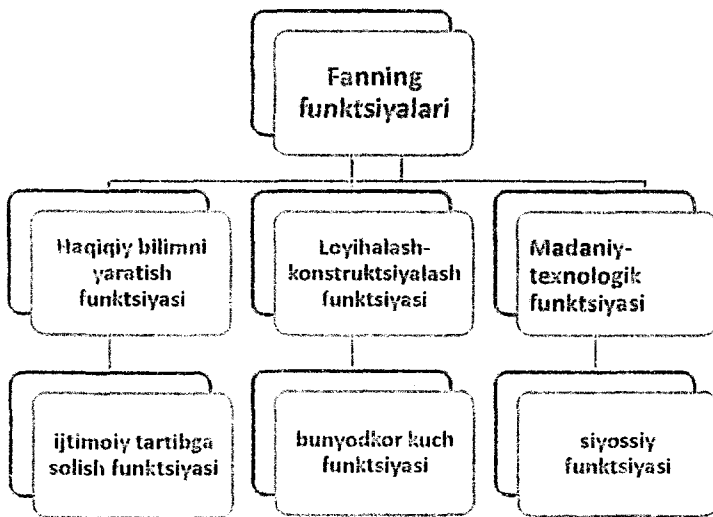 Fanning
funktsiyalari
Haqiqiy bilimni
yaratish
funktsiyasi
Loyihalash-
konstruktsiyalash
funktsiyasi
Madaniy-
texnologik
funktsiyasi
ijtimoiy tartibga
solish funktsiyasi
bunyodkor kuch
funktsiyasi
siyossiy
funktsiyasi